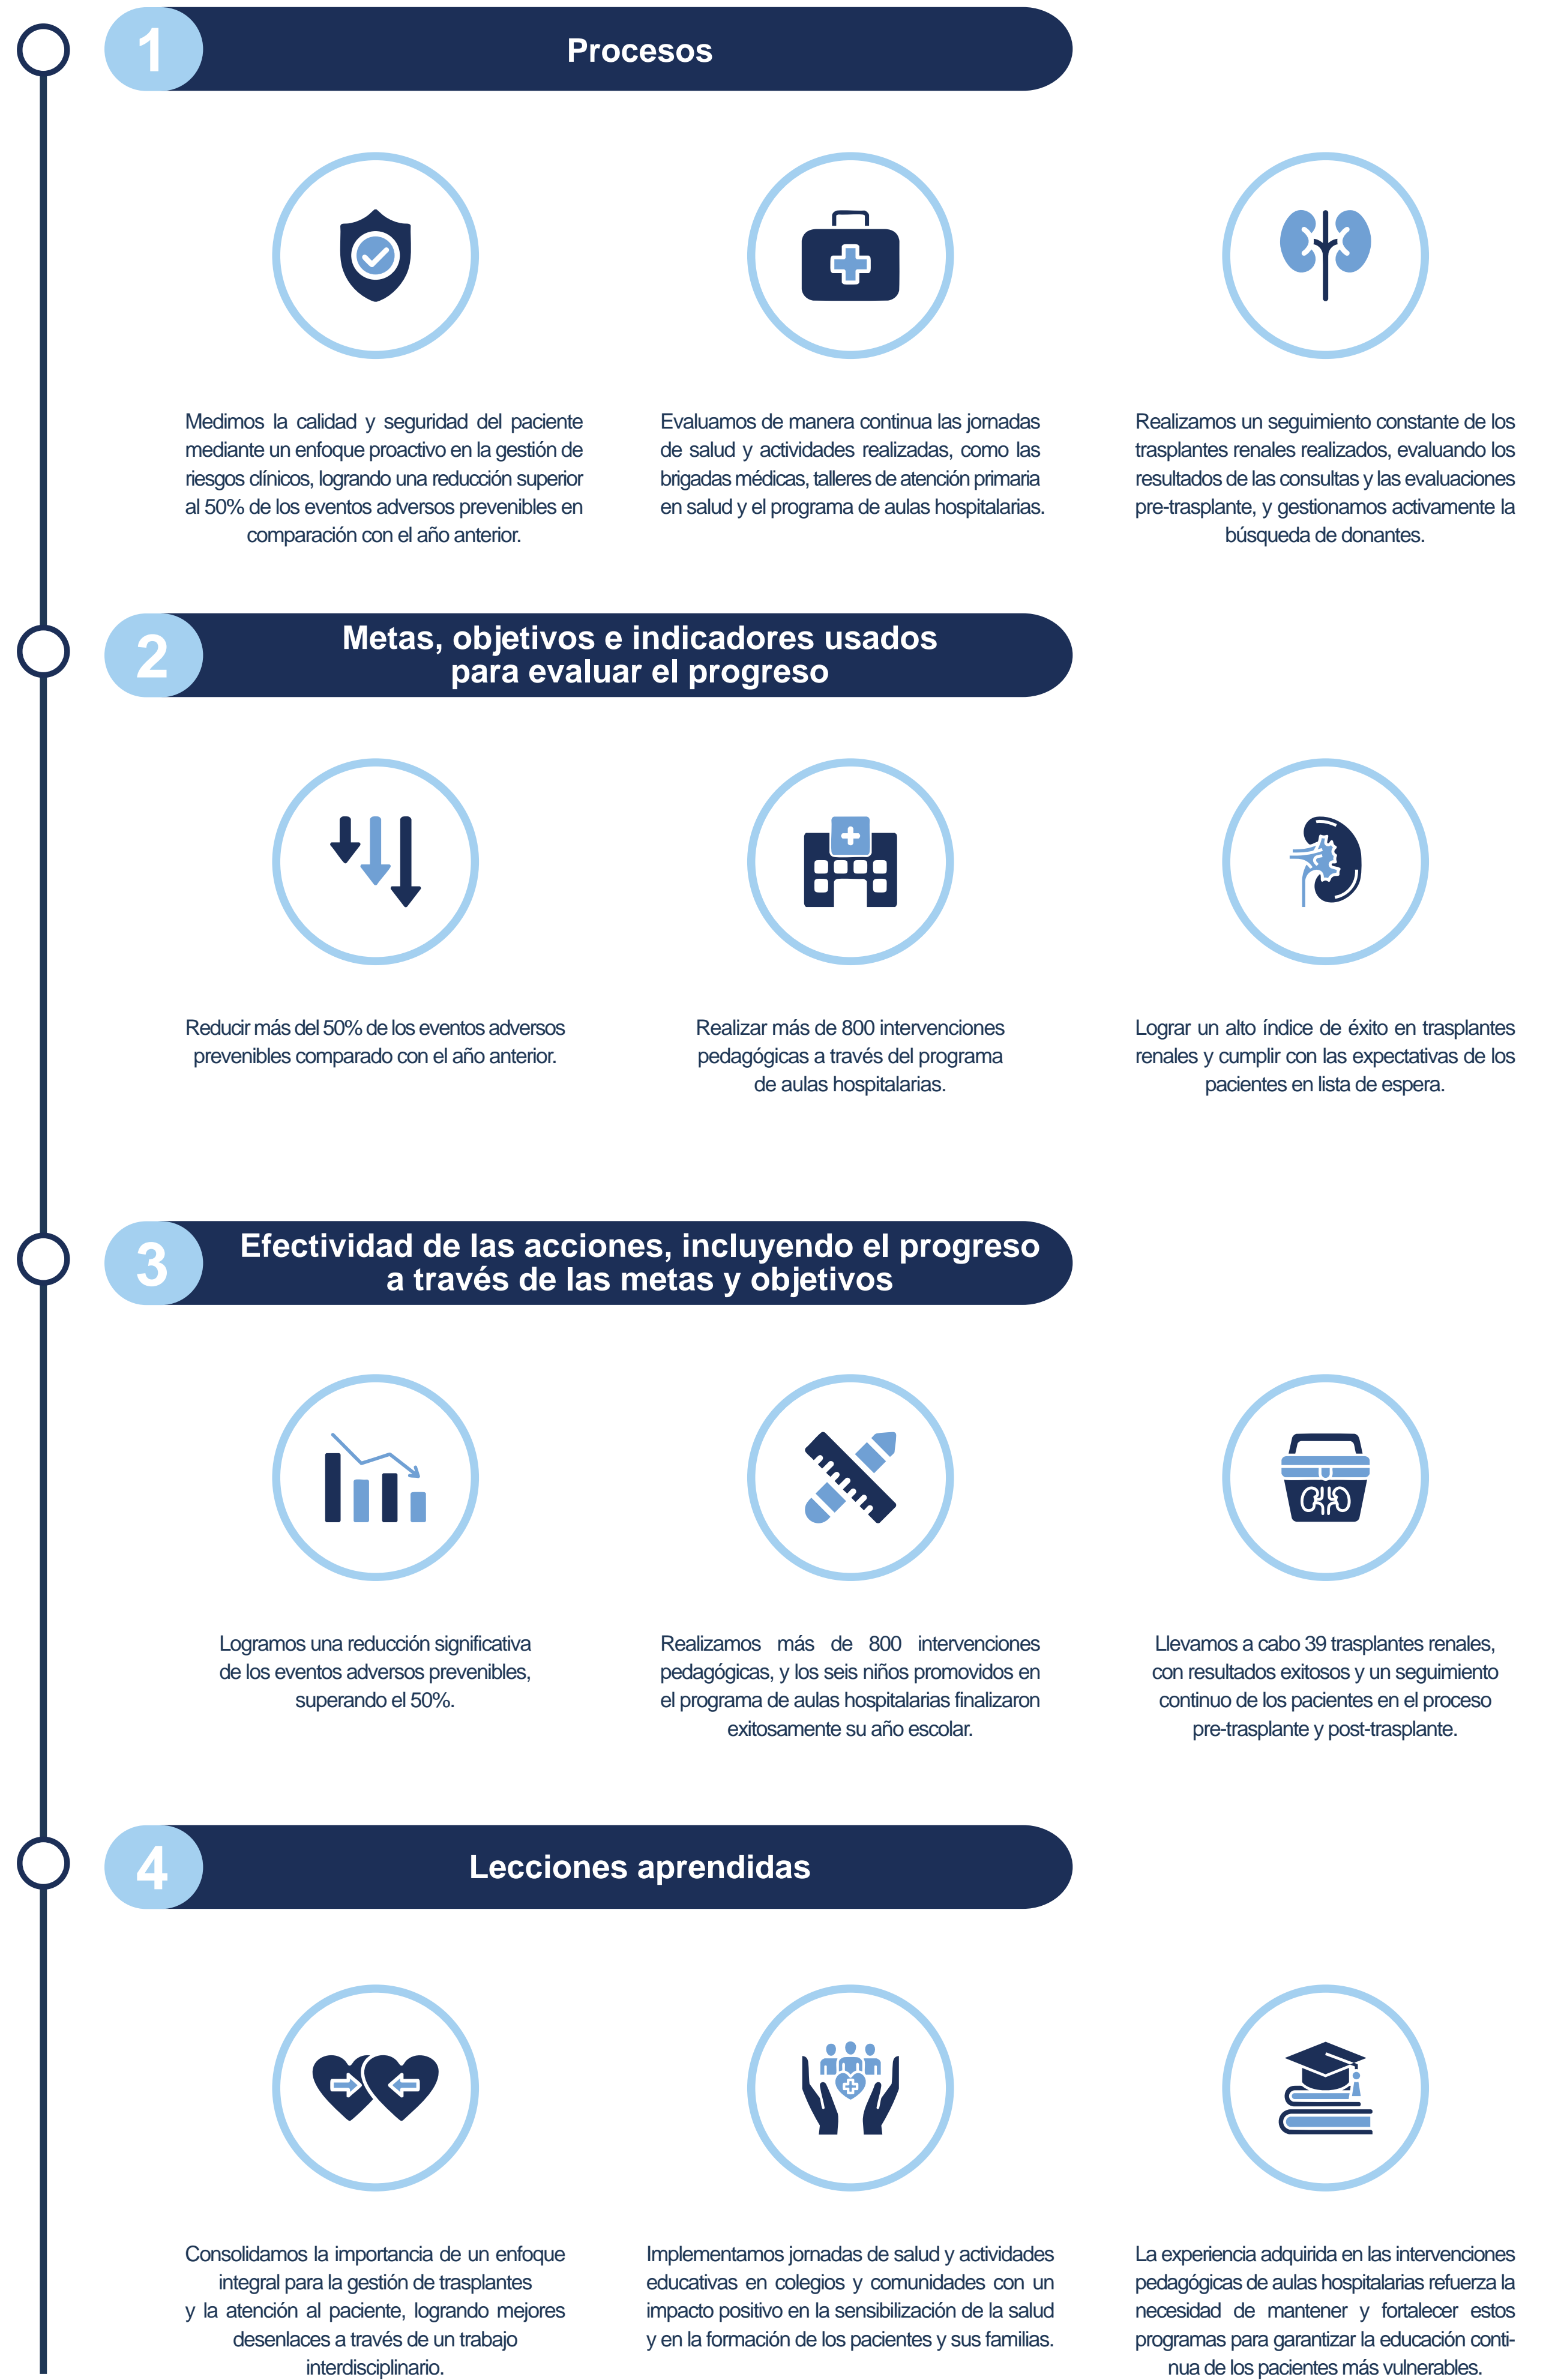 1
Procesos
Medimos la calidad y seguridad del paciente
mediante un enfoque proactivo en la gestión de
riesgos clínicos, logrando una reducción superior
al 50% de los eventos adversos prevenibles en
comparación con el año anterior.
Evaluamos de manera continua las jornadas
de salud y actividades realizadas, como las
brigadas médicas, talleres de atención primaria
en salud y el programa de aulas hospitalarias.
Realizamos un seguimiento constante de los
trasplantes renales realizados, evaluando los
resultados de las consultas y las evaluaciones
pre-trasplante, y gestionamos activamente la
búsqueda de donantes.
2
Metas, objetivos e indicadores usados
para evaluar el progreso
Reducir más del 50% de los eventos adversos
prevenibles comparado con el año anterior.
Realizar más de 800 intervenciones
pedagógicas a través del programa
de aulas hospitalarias.
Lograr un alto índice de éxito en trasplantes
renales y cumplir con las expectativas de los
pacientes en lista de espera.
3
Efectividad de las acciones, incluyendo el progreso
a través de las metas y objetivos
Logramos una reducción significativa
de los eventos adversos prevenibles,
superando el 50%.
Realizamos más de 800 intervenciones
pedagógicas, y los seis niños promovidos en
el programa de aulas hospitalarias finalizaron
exitosamente su año escolar.
Llevamos a cabo 39 trasplantes renales,
con resultados exitosos y un seguimiento
continuo de los pacientes en el proceso
pre-trasplante y post-trasplante.
4
Lecciones aprendidas
Consolidamos la importancia de un enfoque
integral para la gestión de trasplantes
y la atención al paciente, logrando mejores
desenlaces a través de un trabajo
interdisciplinario.
Implementamos jornadas de salud y actividades
educativas en colegios y comunidades con un
impacto positivo en la sensibilización de la salud
y en la formación de los pacientes y sus familias.
La experiencia adquirida en las intervenciones
pedagógicas de aulas hospitalarias refuerza la
necesidad de mantener y fortalecer estos
programas para garantizar la educación conti-
nua de los pacientes más vulnerables.